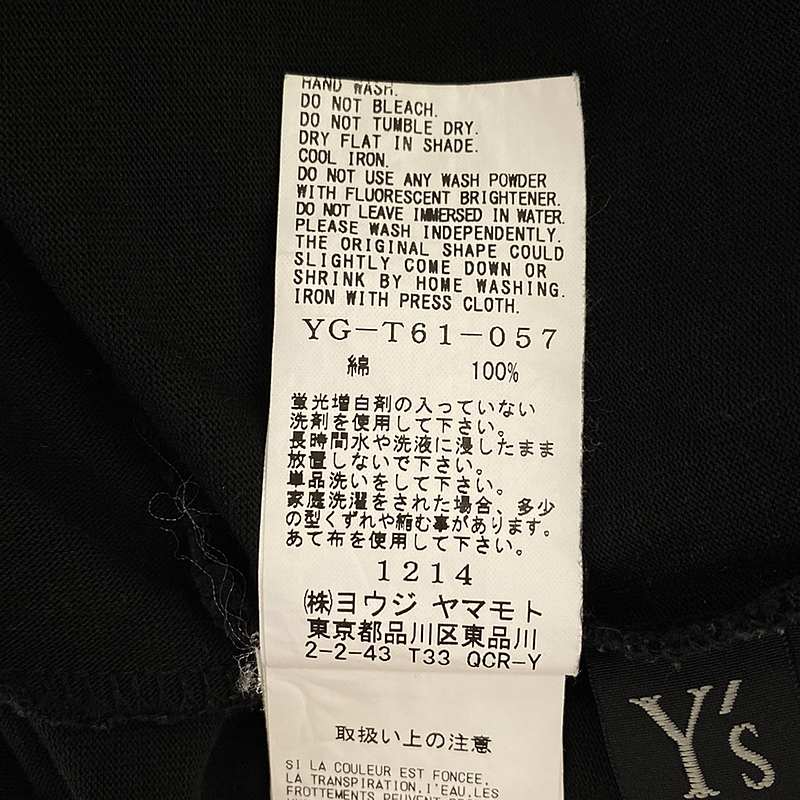 HAND WASH.
DO NOT BLEACH.
DO NOT TUMBLE DRY.
DRY FLAT IN SHADE.
COOL IRON.
DO NOT USE ANY WASH POWDER
WITH FLUORESCENT BRIGHTENER.
DO NOT LEAVE IMMERSED IN WATER.
PLEASE WASH INDEPENDENTLY.
THE ORIGINAL SHAPE COULD
SLIGHTLY COME DOWN OR
SHRINK BY HOME WASHING.
IRON WITH PRESS CLOTH.
YG-T61-057
綿 100%
蛍光増白剤の入っていない
洗剤を使用して下さい。
長時間水や洗液に浸したまま
放置しないで下さい。
単品洗いをして下さい。
家庭洗濯をされた場合、多少
の型くずれや縮む事があります。
あて布を使用して下さい。
1214
㈱ヨウジ ヤマモト
東京都品川区東品川
2-2-43 T33 QCR-Y
取扱い上の注意
SI LA COULEUR EST FONCEE,
LA TRANSPIRATION, L'EAU, LES
FROTTEMENTS PEUVENT
Y's